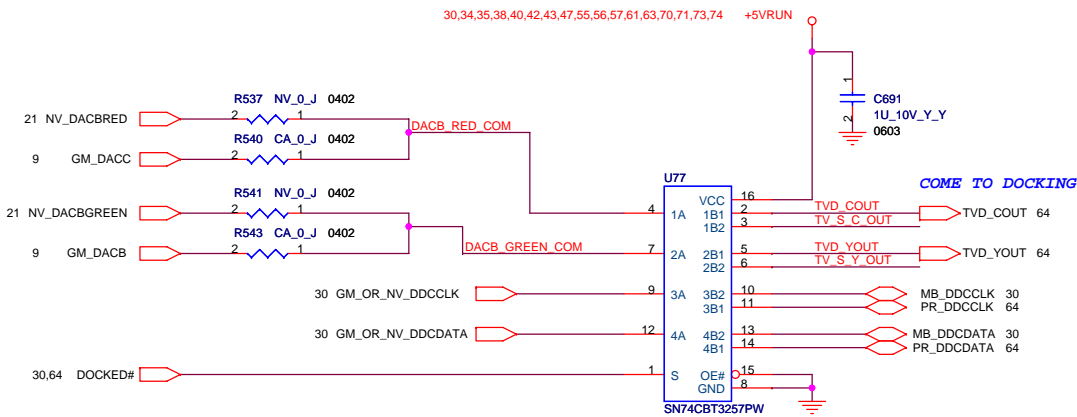 30,34,35,38,40,42,43,47,55,56,57,61,63,70,71,73,74 +5VRUN
1
2
C691
1U_10V_Y_Y
0603
R537 NV_0_J 0402
21 NV_DACBRED 2 1
DACB_RED_COM
R540 CA_0_J 0402
9 GM_DACC 2 1
R541 NV_0_J 0402
21 NV_DACBGREEN 2 1
R543 CA_0_J 0402
9 GM_DACB 2 1
DACB_GREEN_COM
COME TO DOCKING
U77
VCC 16
4 1A 1B1 2 TVD_COUT TVD_COUT 64
1B2 3 TV_S_C_OUT
7 2A 2B1 5 TVD_YOUT TVD_YOUT 64
2B2 6 TV_S_Y_OUT
30 GM_OR_NV_DDCCLK 9 3A 3B2 10 MB_DDCCLK 30
3B1 11 PR_DDCCLK 64
30 GM_OR_NV_DDCDATA 12 4A 4B2 13 MB_DDCDATA 30
4B1 14 PR_DDCDATA 64
30,64 DOCKED# 1 S OE# 15
GND 8
SN74CBT3257PW